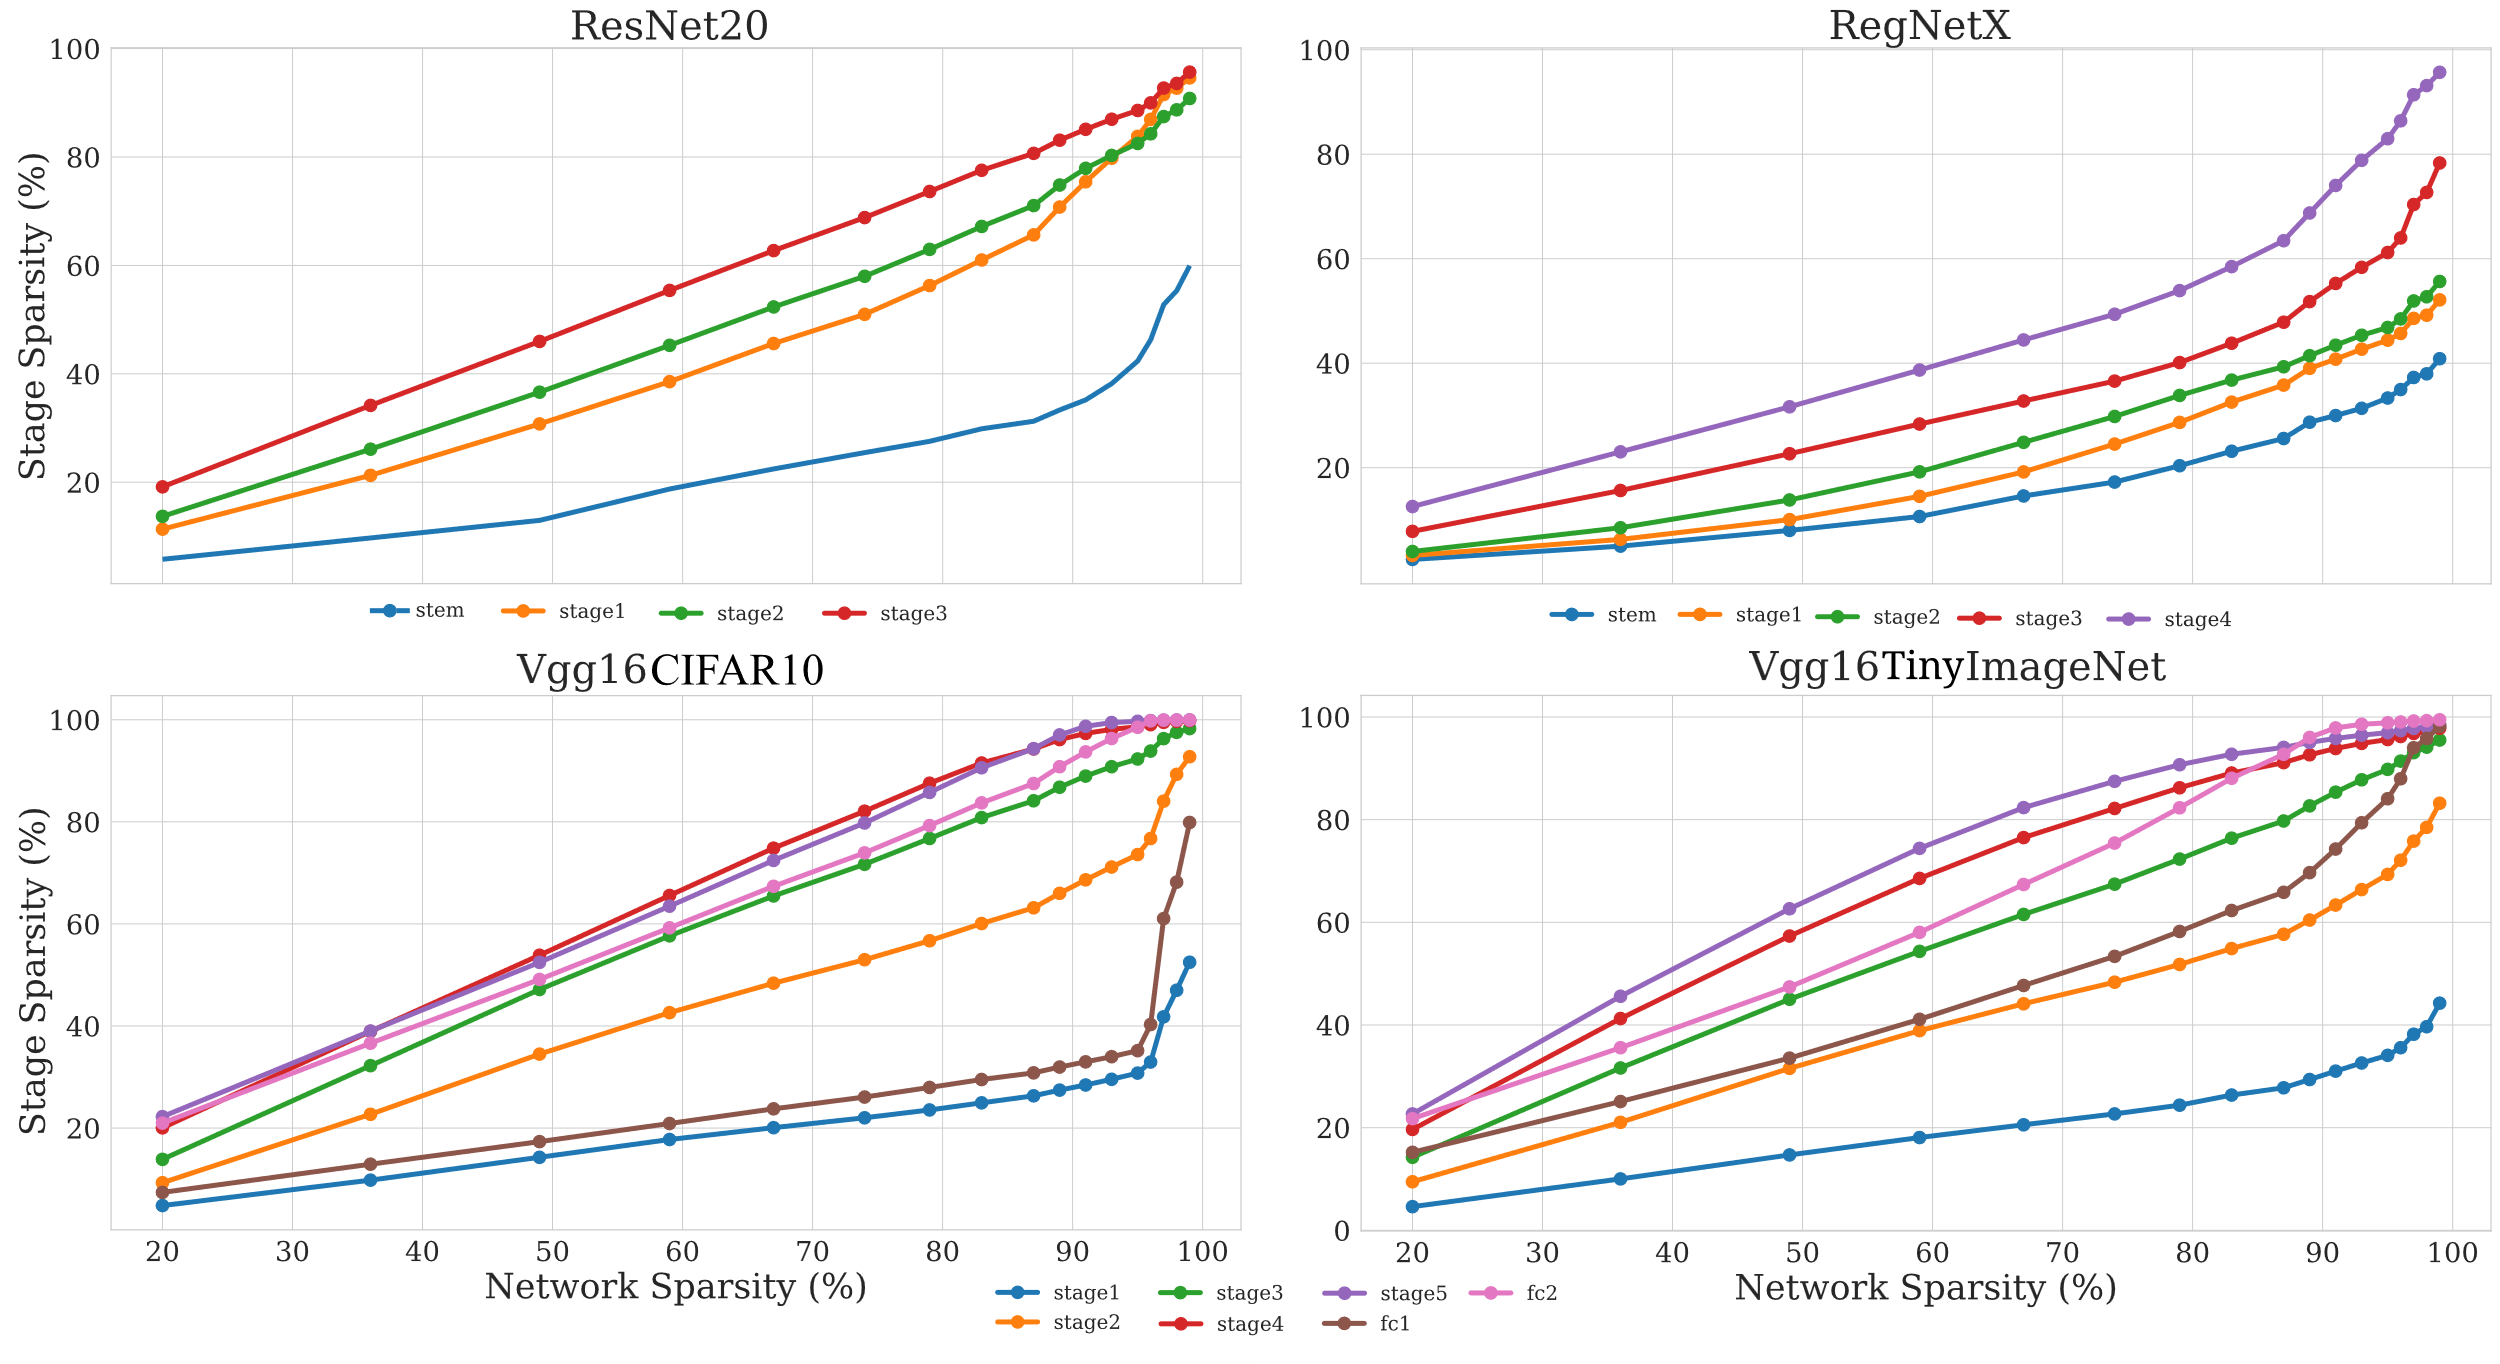 ResNet20
RegNetX
Stage Sparsity (%)
100
80
60
40
20
100
80
60
40
20
stem stage1 stage2 stage3
stem stage1 stage2 stage3 stage4
Vgg16CIFAR10
Vgg16TinyImageNet
Stage Sparsity (%)
100
80
60
40
20
100
80
60
40
20
0
20 30 40 50 60 70 80 90 100
20 30 40 50 60 70 80 90 100
Network Sparsity (%)
Network Sparsity (%)
stage1 stage3 stage5 fc2
stage2 stage4 fc1